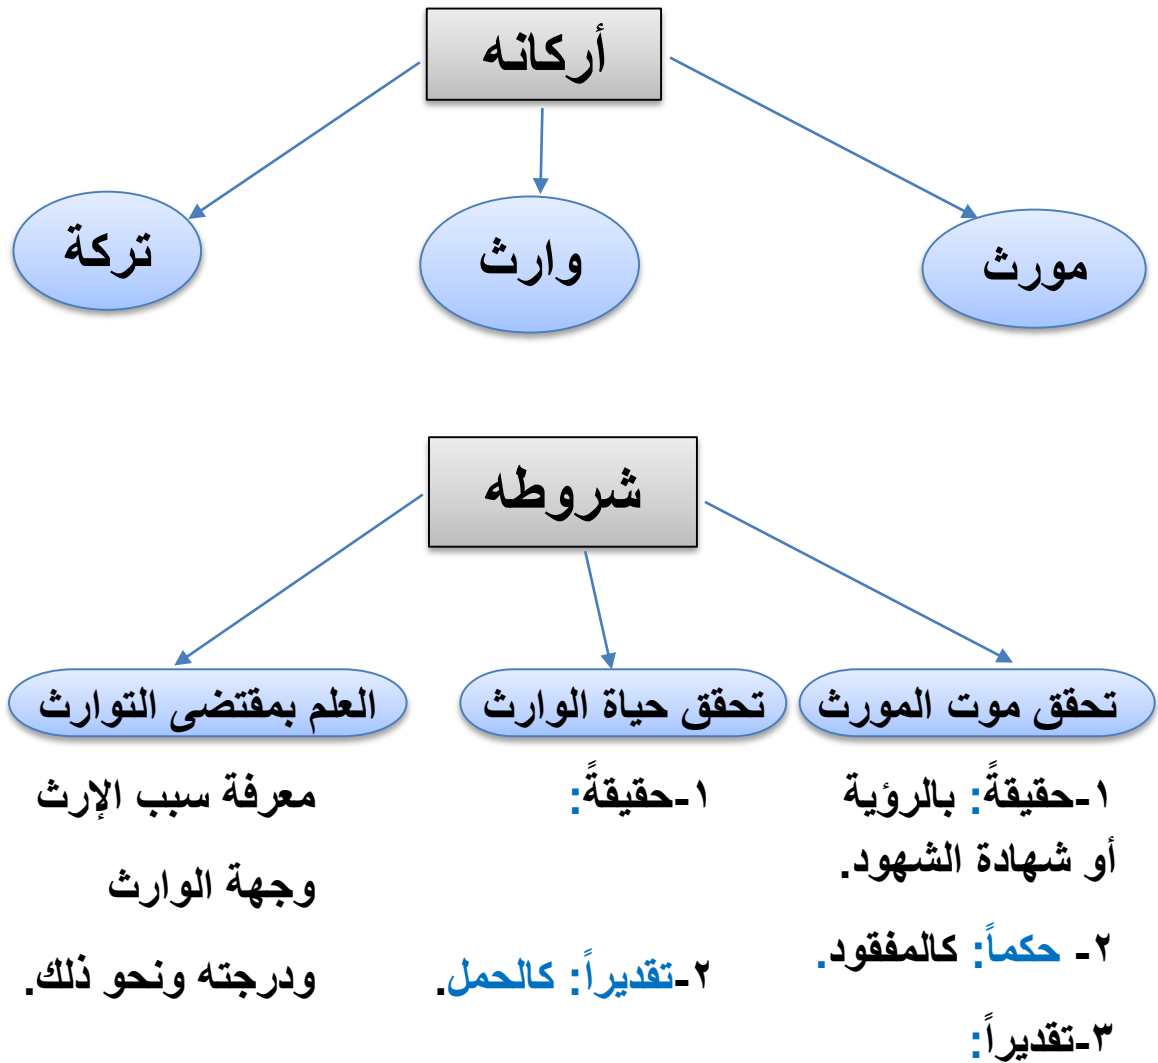 أركانه
مورث
وارث
تركة
شروطه
تحقق موت المورث
١-حقيقةً: بالرؤية
أو شهادة الشهود.
٢- حكماً: كالمفقود.
٣-تقديراً:
تحقق حياة الوارث
١-حقيقةً:
٢-تقديراً: كالحمل.
العلم بمقتضى التوارث
معرفة سبب الإرث
وجهة الوارث
ودرجته ونحو ذلك.